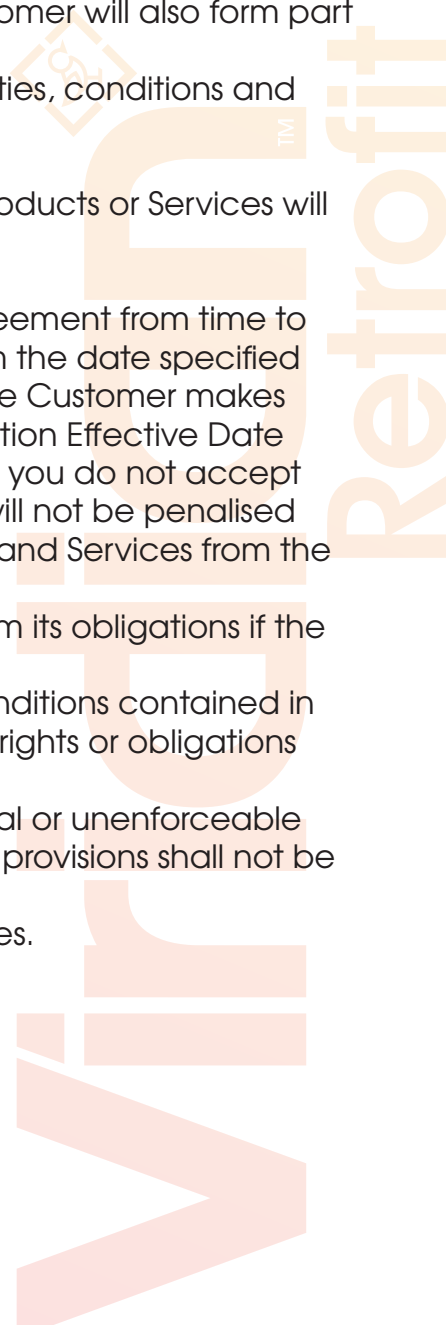 omer will also form part
ties, conditions and
oducts or Services will
eement from time to
n the date specified
e Customer makes
tion Effective Date
you do not accept
vill not be penalised
and Services from the
m its obligations if the
nditions contained in
rights or obligations
al or unenforceable
provisions shall not be
es.
Viridian™
Retrofit